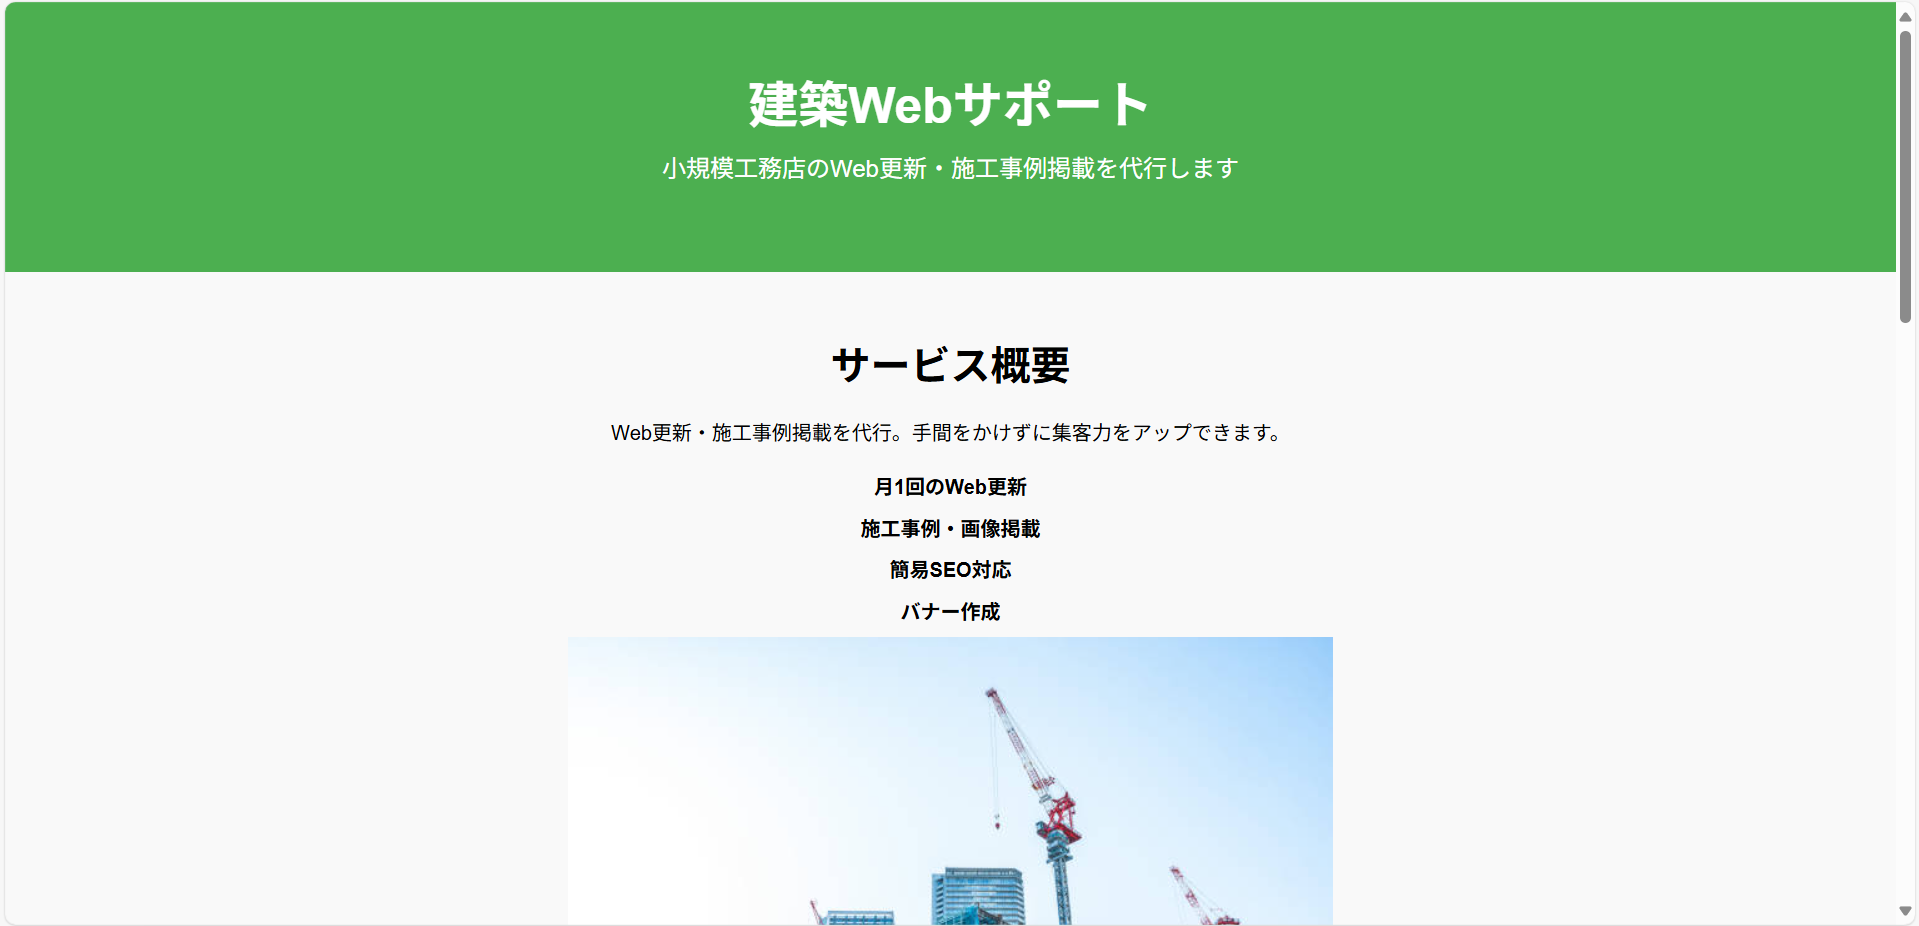 建築Webサポート
小規模工務店のWeb更新・施工事例掲載を代行します
サービス概要
Web更新・施工事例掲載を代行。手間をかけずに集客力をアップできます。
月1回のWeb更新
施工事例・画像掲載
簡易SEO対応
バナー作成